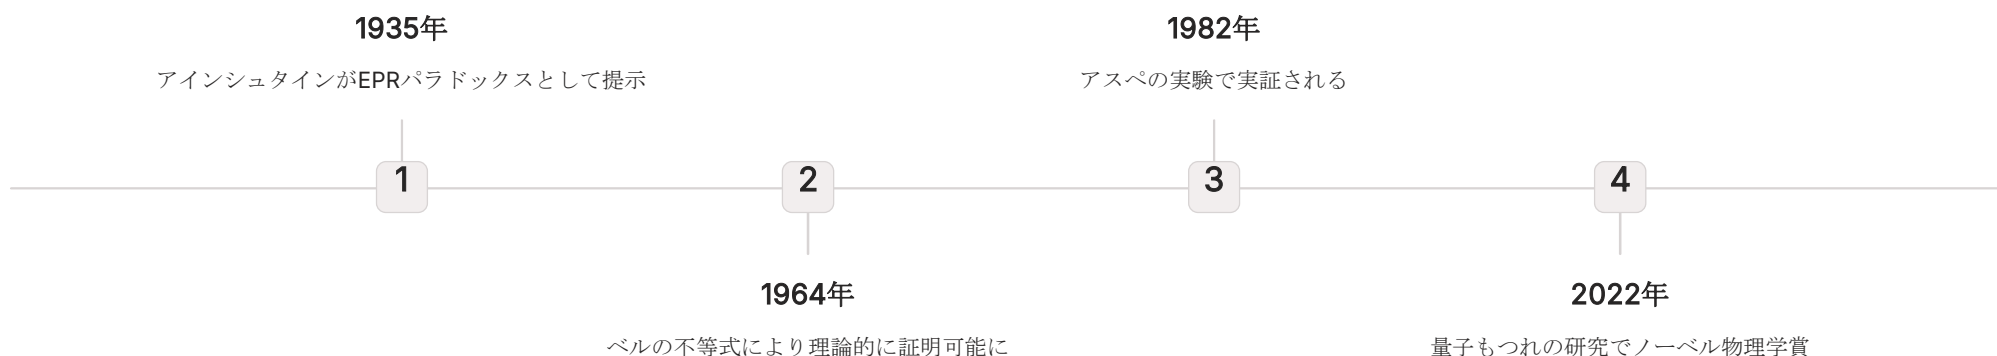 1935年
アインシュタインがEPRパラドックスとして提示
1
2
1964年
ベルの不等式により理論的に証明可能に
1982年
アスペの実験で実証される
3
4
2022年
量子もつれの研究でノーベル物理学賞